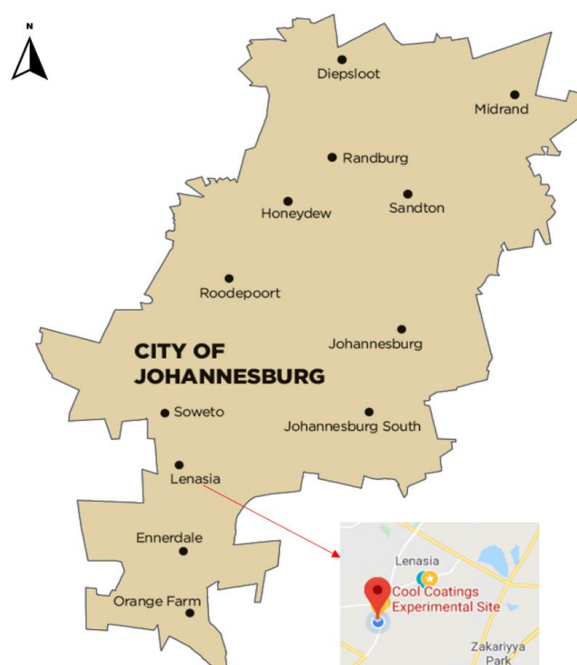 N
Diepsloot
Midrand
Randburg
Honeydew
Sandton
Roodepoort
Johannesburg
CITY OF
JOHANNESBURG
Soweto
Johannesburg South
Lenasia
Ennerdale
Orange Farm
Lenasia
Cool Coatings
Experimental Site
Zakariyya
Park